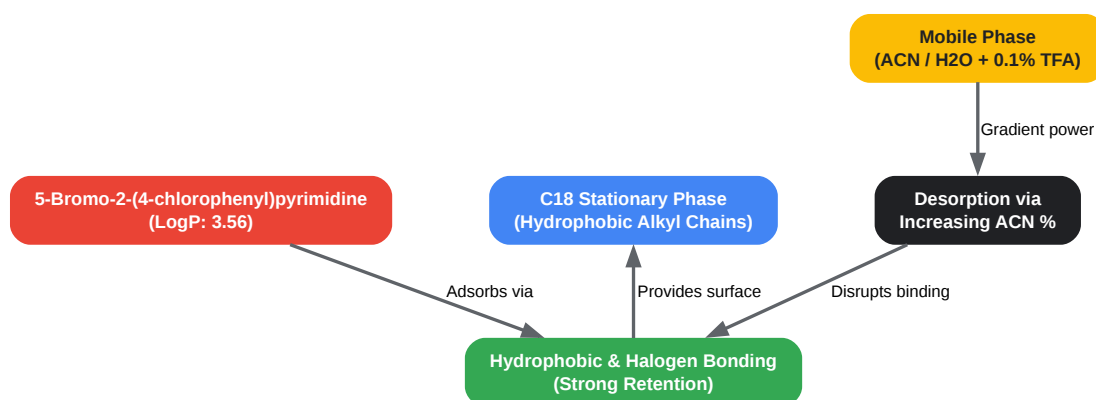 Mobile Phase
(ACN / H2O + 0.1% TFA)
Gradient power
5-Bromo-2-(4-chlorophenyl)pyrimidine
(LogP: 3.56)
C18 Stationary Phase
(Hydrophobic Alkyl Chains)
Desorption via
Increasing ACN %
Adsorbs via
Provides surface
Disrupts binding
Hydrophobic & Halogen Bonding
(Strong Retention)